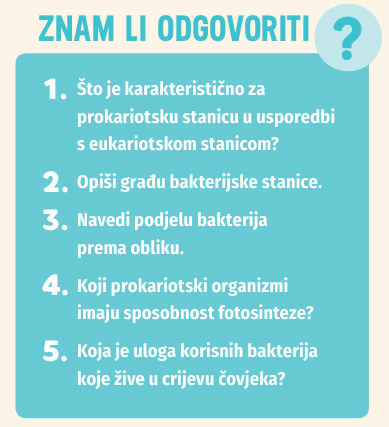 ZNAM LI ODGOVORITI ?
1. Što je karakteristično za
prokariotsku stanicu u usporedbi
s eukariotskom stanicom?
2. Opiši građu bakterijske stanice.
3. Navedi podjelu bakterija
prema obliku.
4. Koji prokariotski organizmi
imaju sposobnost fotosinteze?
5. Koja je uloga korisnih bakterija
koje žive u crijevu čovjeka?